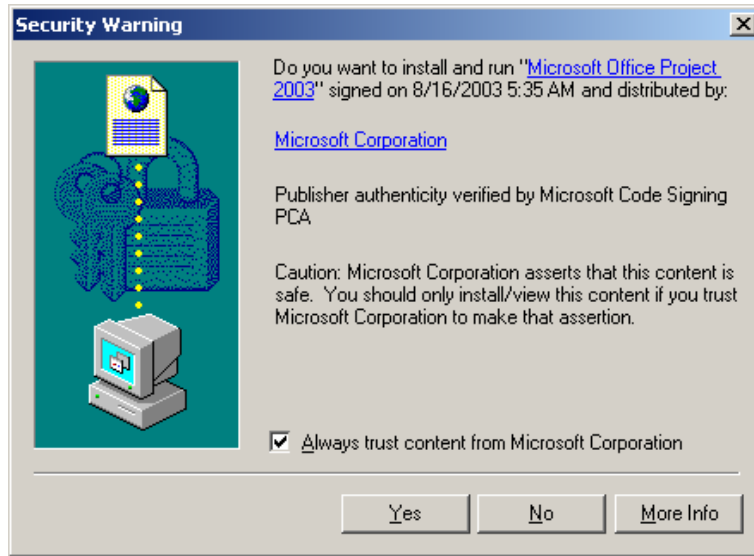 Security Warning
Do you want to install and run "Microsoft Office Project
2003" signed on 8/16/2003 5:35 AM and distributed by:
Microsoft Corporation
Publisher authenticity verified by Microsoft Code Signing
PCA
Caution: Microsoft Corporation asserts that this content is
safe. You should only install/view this content if you trust
Microsoft Corporation to make that assertion.
Always trust content from Microsoft Corporation
Yes No More Info